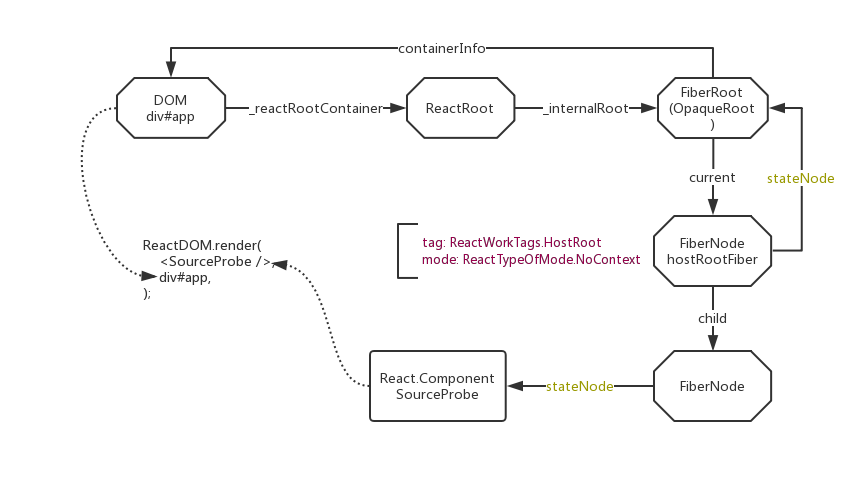 containerInfo
DOM
div#app
_reactRootContainer
ReactRoot
_internalRoot
FiberRoot
(OpaqueRoot
)
current
stateNode
ReactDOM.render(
<SourceProbe />,
div#app,
);
tag: ReactWorkTags.HostRoot
mode: ReactTypeOfMode.NoContext
FiberNode
hostRootFiber
child
React.Component
SourceProbe
stateNode
FiberNode